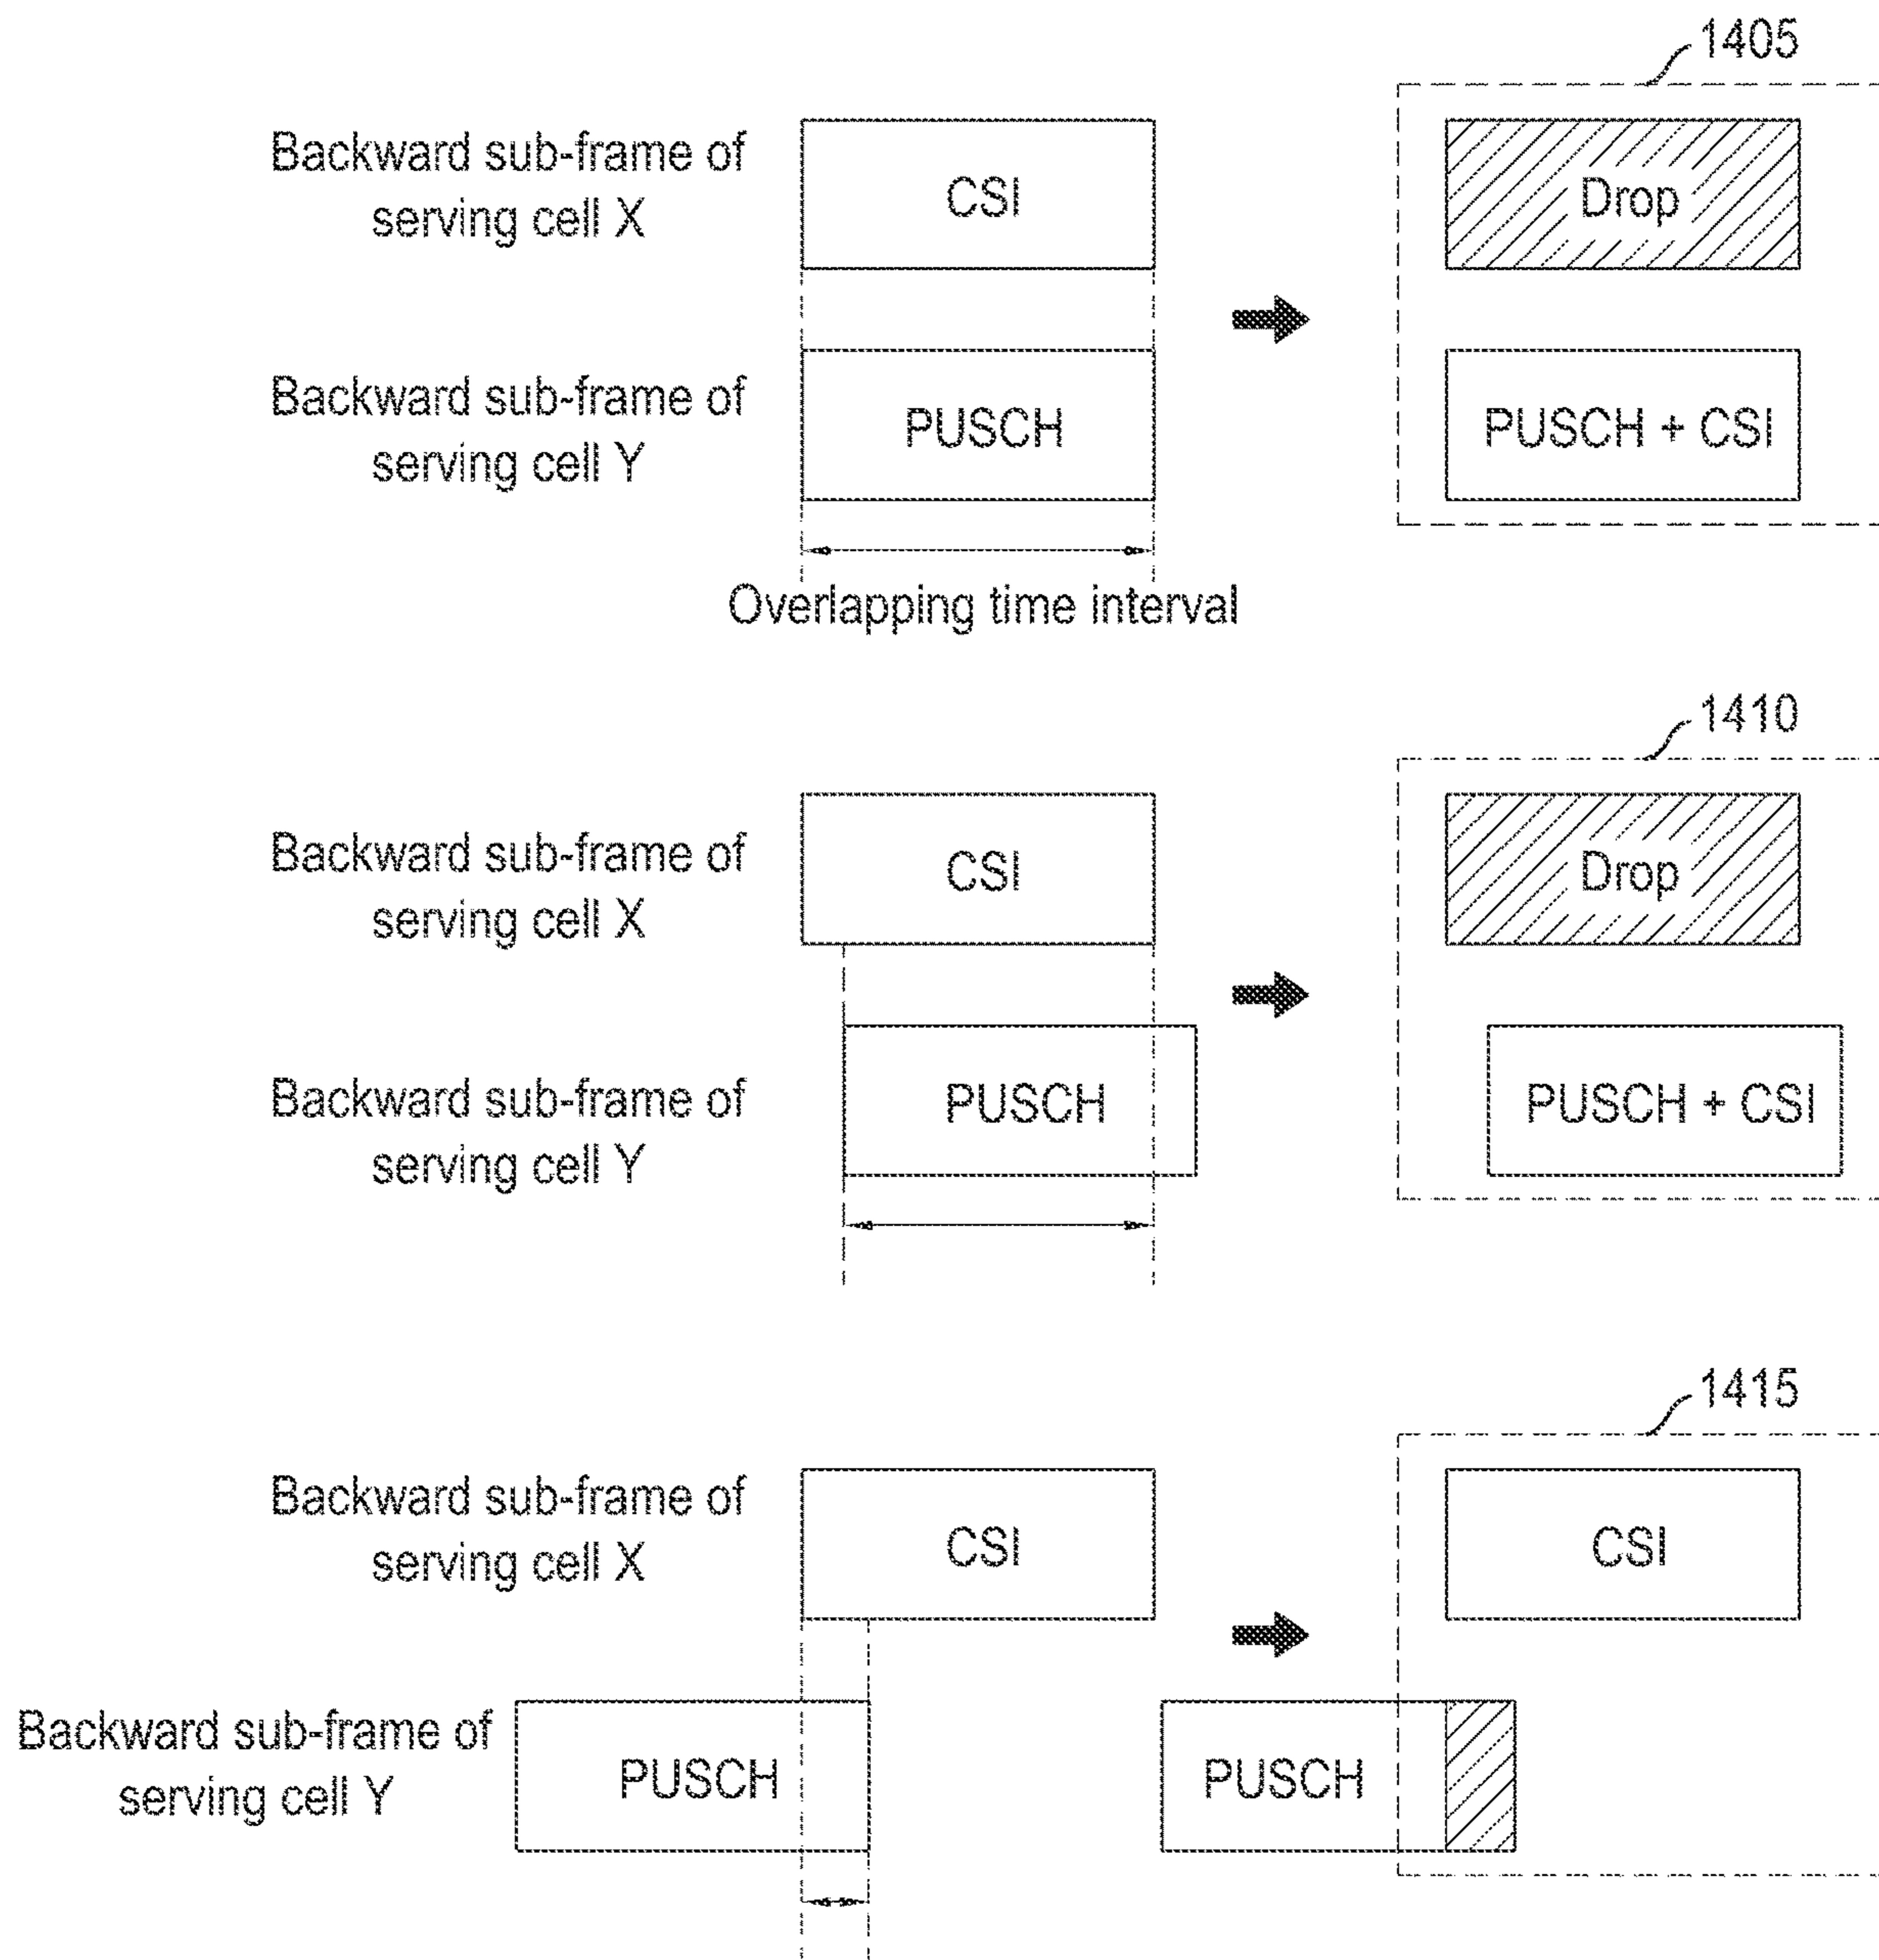 1405
Backward sub-frame of
serving cell X
CSI
Drop
Backward sub-frame of
serving cell Y
PUSCH
PUSCH + CSI
Overlapping time interval
1410
Backward sub-frame of
serving cell X
CSI
Drop
Backward sub-frame of
serving cell Y
PUSCH
PUSCH + CSI
1415
Backward sub-frame of
serving cell X
CSI
CSI
Backward sub-frame of
serving cell Y
PUSCH
PUSCH